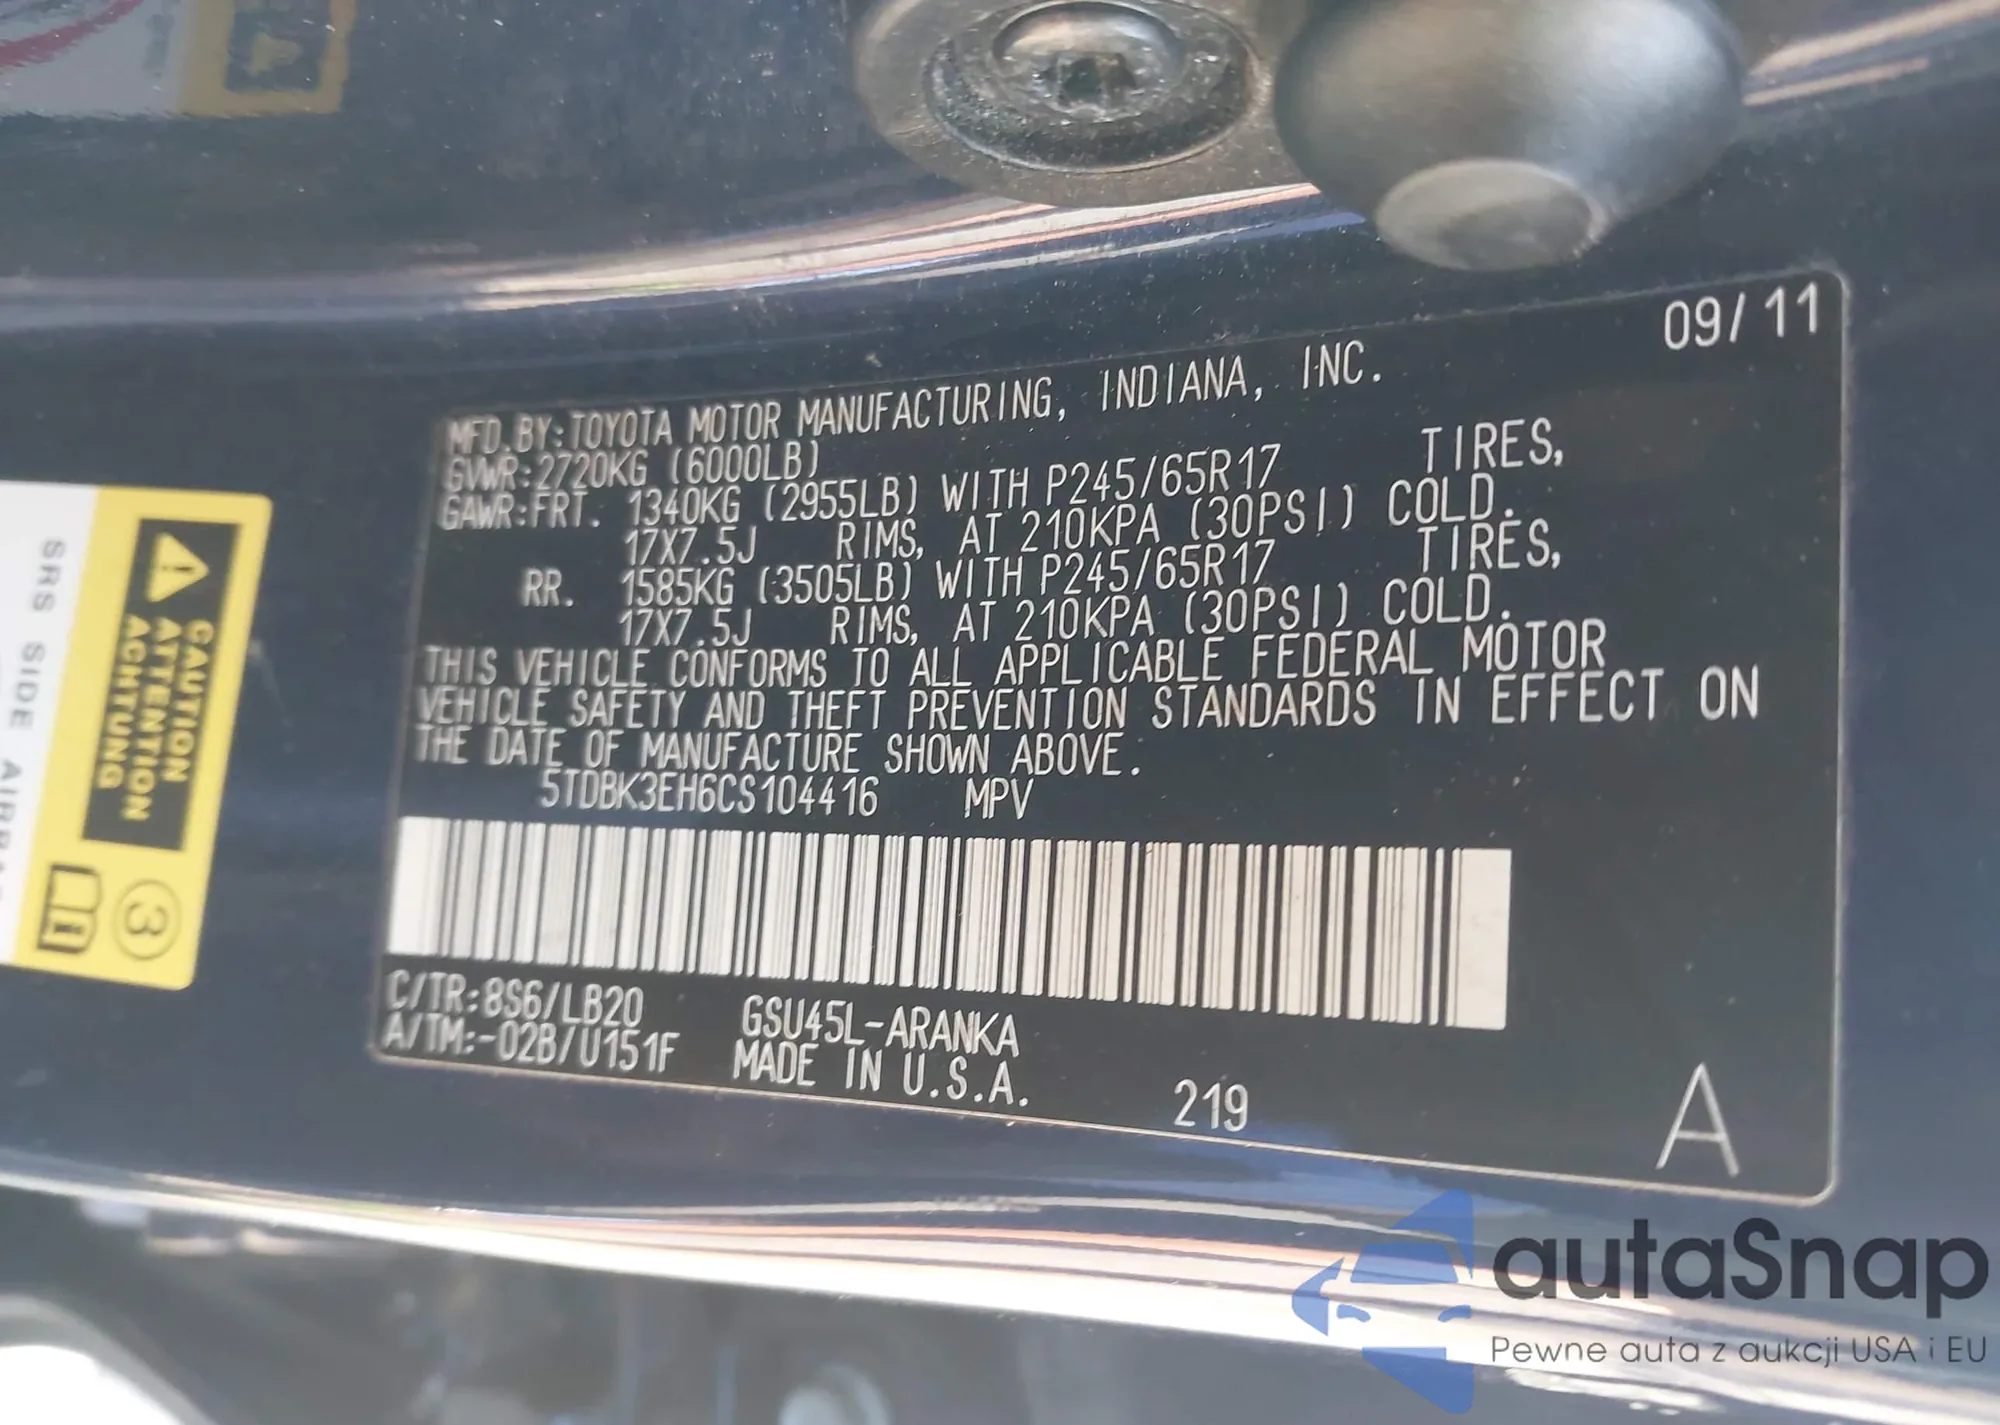 09/11
MFD.BY:TOYOTA MOTOR MANUFACTURING, INDIANA, INC.
GVWR:2720KG (6000LB)
GAWR:FRT. 1340KG (2955LB) WITH P245/65R17 TIRES,
17X7.5J RIMS, AT 210KPA (30PSI) COLD.
RR. 1585KG (3505LB) WITH P245/65R17 TIRES,
17X7.5J RIMS, AT 210KPA (30PSI) COLD.
THIS VEHICLE CONFORMS TO ALL APPLICABLE FEDERAL MOTOR
VEHICLE SAFETY AND THEFT PREVENTION STANDARDS IN EFFECT ON
THE DATE OF MANUFACTURE SHOWN ABOVE.
5TDBK3EH6CS104416 MPV
C/TR:8S6/LB20 GSU45L-ARANKA
A/TM:-02B/U151F MADE IN U.S.A.
219
A
CAUTION
ATTENTION
ACHTUNG
3
SRS SIDE
autaSnap
Pewne auta z aukcji USA i EU